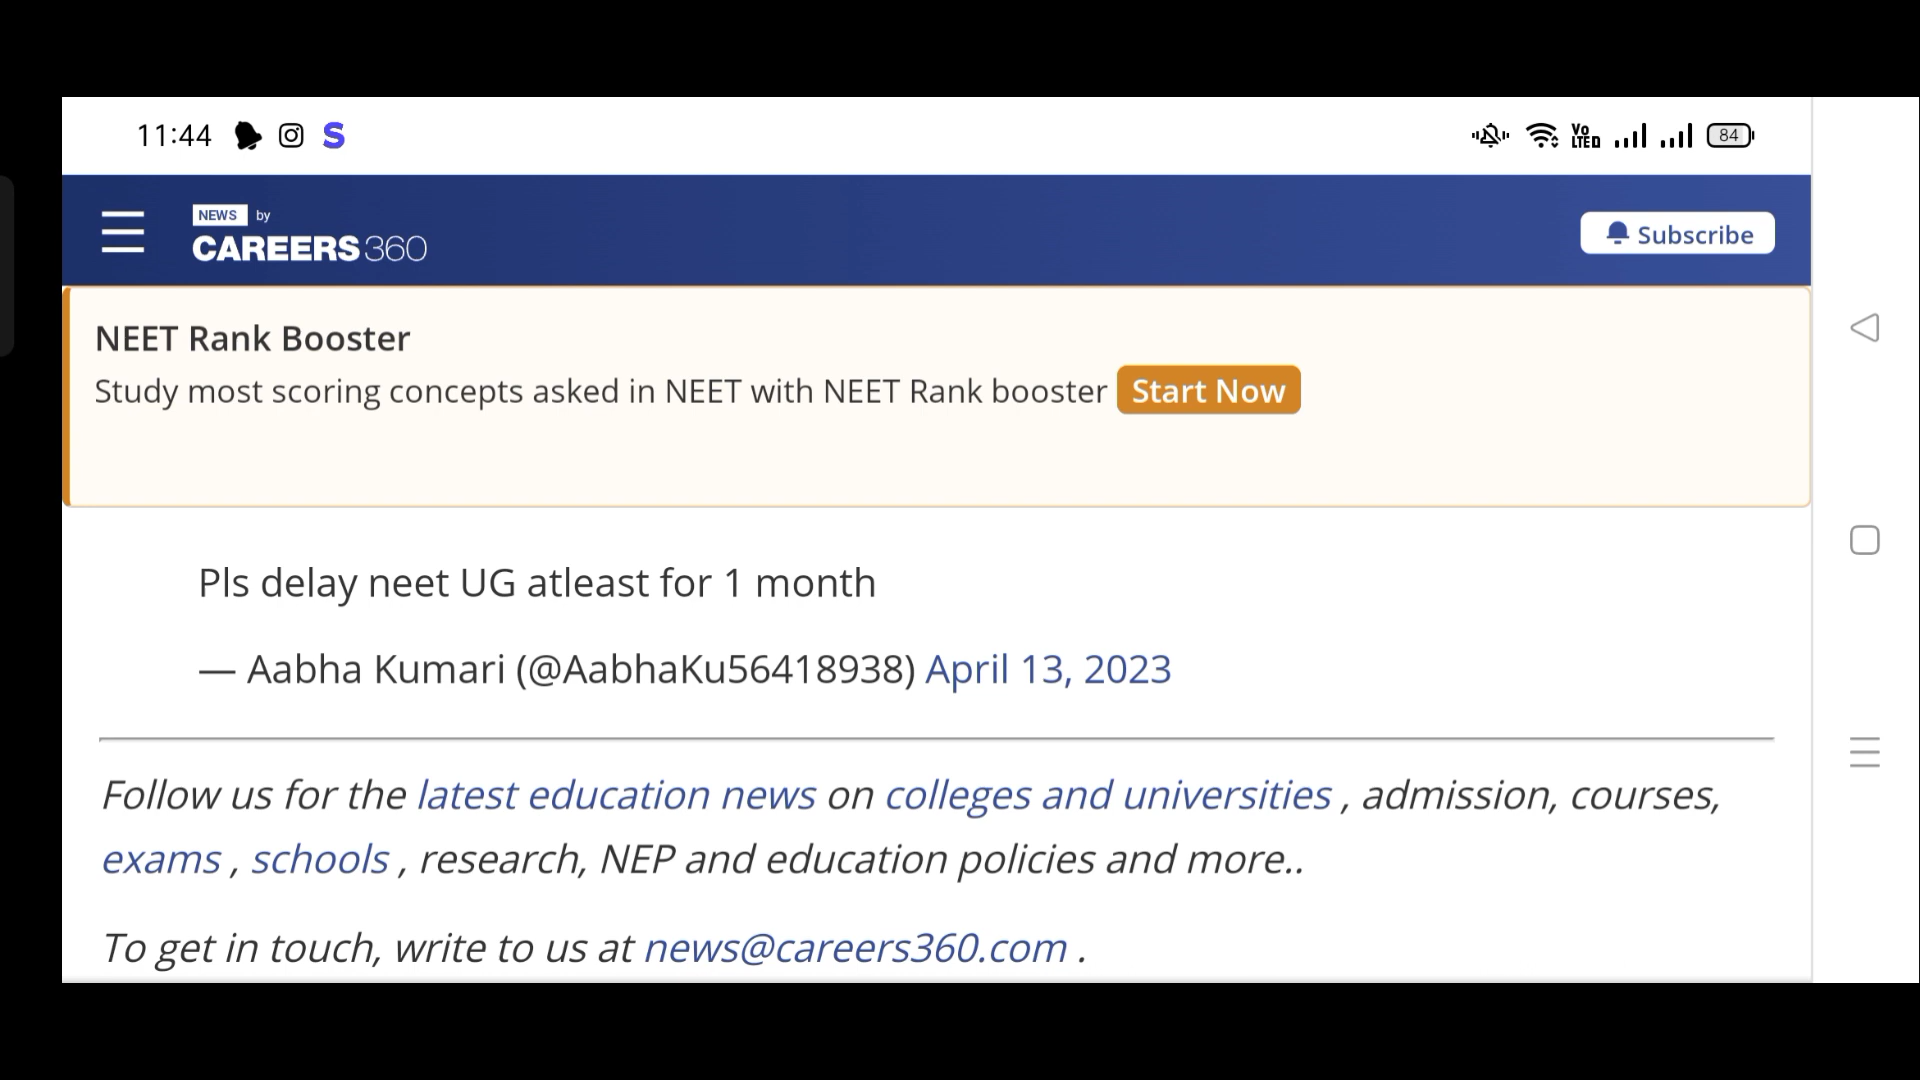 11:44 S Vo LTE 84
NEWS by
CAREERS360
Subscribe
NEET Rank Booster
Study most scoring concepts asked in NEET with NEET Rank booster Start Now
Pls delay neet UG atleast for 1 month
— Aabha Kumari (@AabhaKu56418938) April 13, 2023
Follow us for the latest education news on colleges and universities , admission, courses,
exams , schools , research, NEP and education policies and more..
To get in touch, write to us at news@careers360.com .